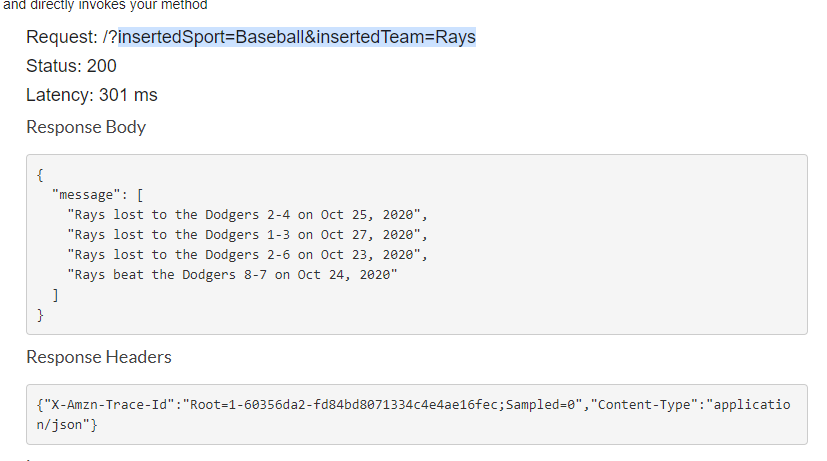 and directly invokes your method
Request: /?insertedSport=Baseball&insertedTeam=Rays
Status: 200
Latency: 301 ms
Response Body
{
"message": [
"Rays lost to the Dodgers 2-4 on Oct 25, 2020",
"Rays lost to the Dodgers 1-3 on Oct 27, 2020",
"Rays lost to the Dodgers 2-6 on Oct 23, 2020",
"Rays beat the Dodgers 8-7 on Oct 24, 2020"
]
}
Response Headers
{"X-Amzn-Trace-Id":"Root=1-60356da2-fd84bd8071334c4e4ae16fec;Sampled=0","Content-Type":"applicatio
n/json"}